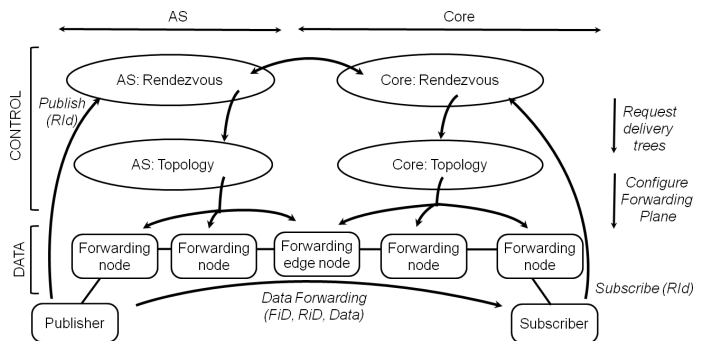 AS
Core
AS: Rendezvous
Core: Rendezvous
Publish
(RId)
CONTROL
Request
delivery
trees
AS: Topology
Core: Topology
Configure
Forwarding
Plane
DATA
Forwarding
node
Forwarding
node
Forwarding
edge node
Forwarding
node
Forwarding
node
Data Forwarding
(FiD, RiD, Data)
Subscribe (RId)
Publisher
Subscriber